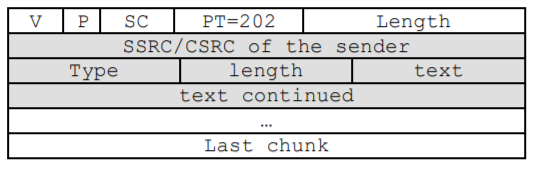 V P SC PT=202 Length
SSRC/CSRC of the sender
Type length text
text continued
…
Last chunk